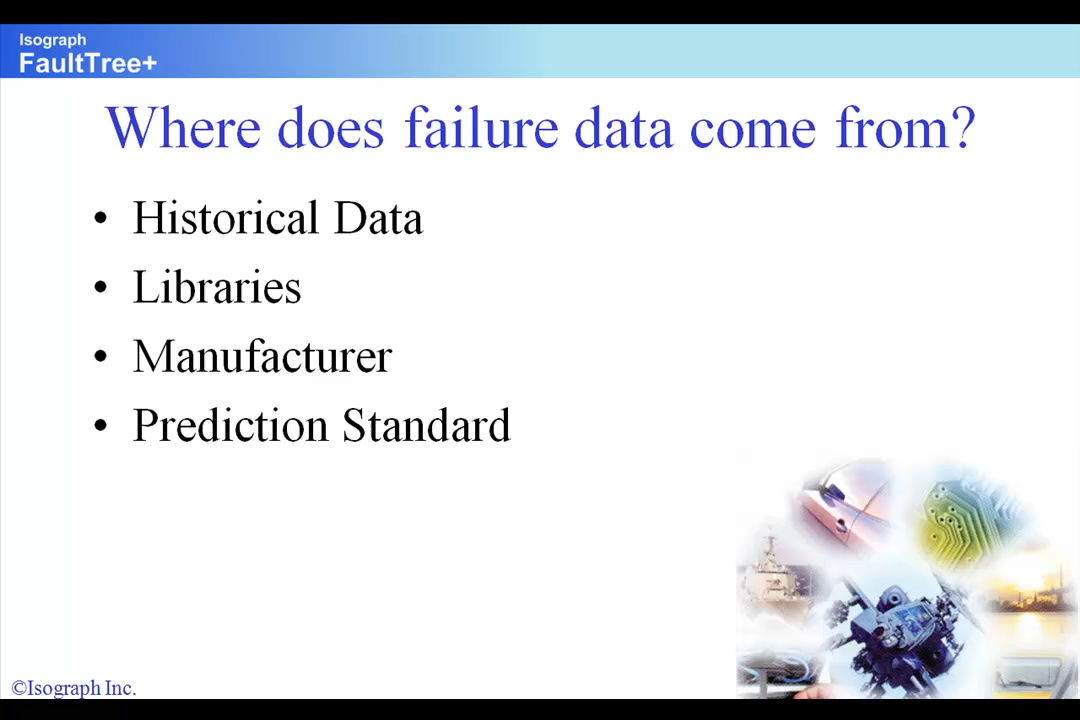 Isograph
FaultTree+
Where does failure data come from?
• Historical Data
• Libraries
• Manufacturer
• Prediction Standard
©Isograph Inc.